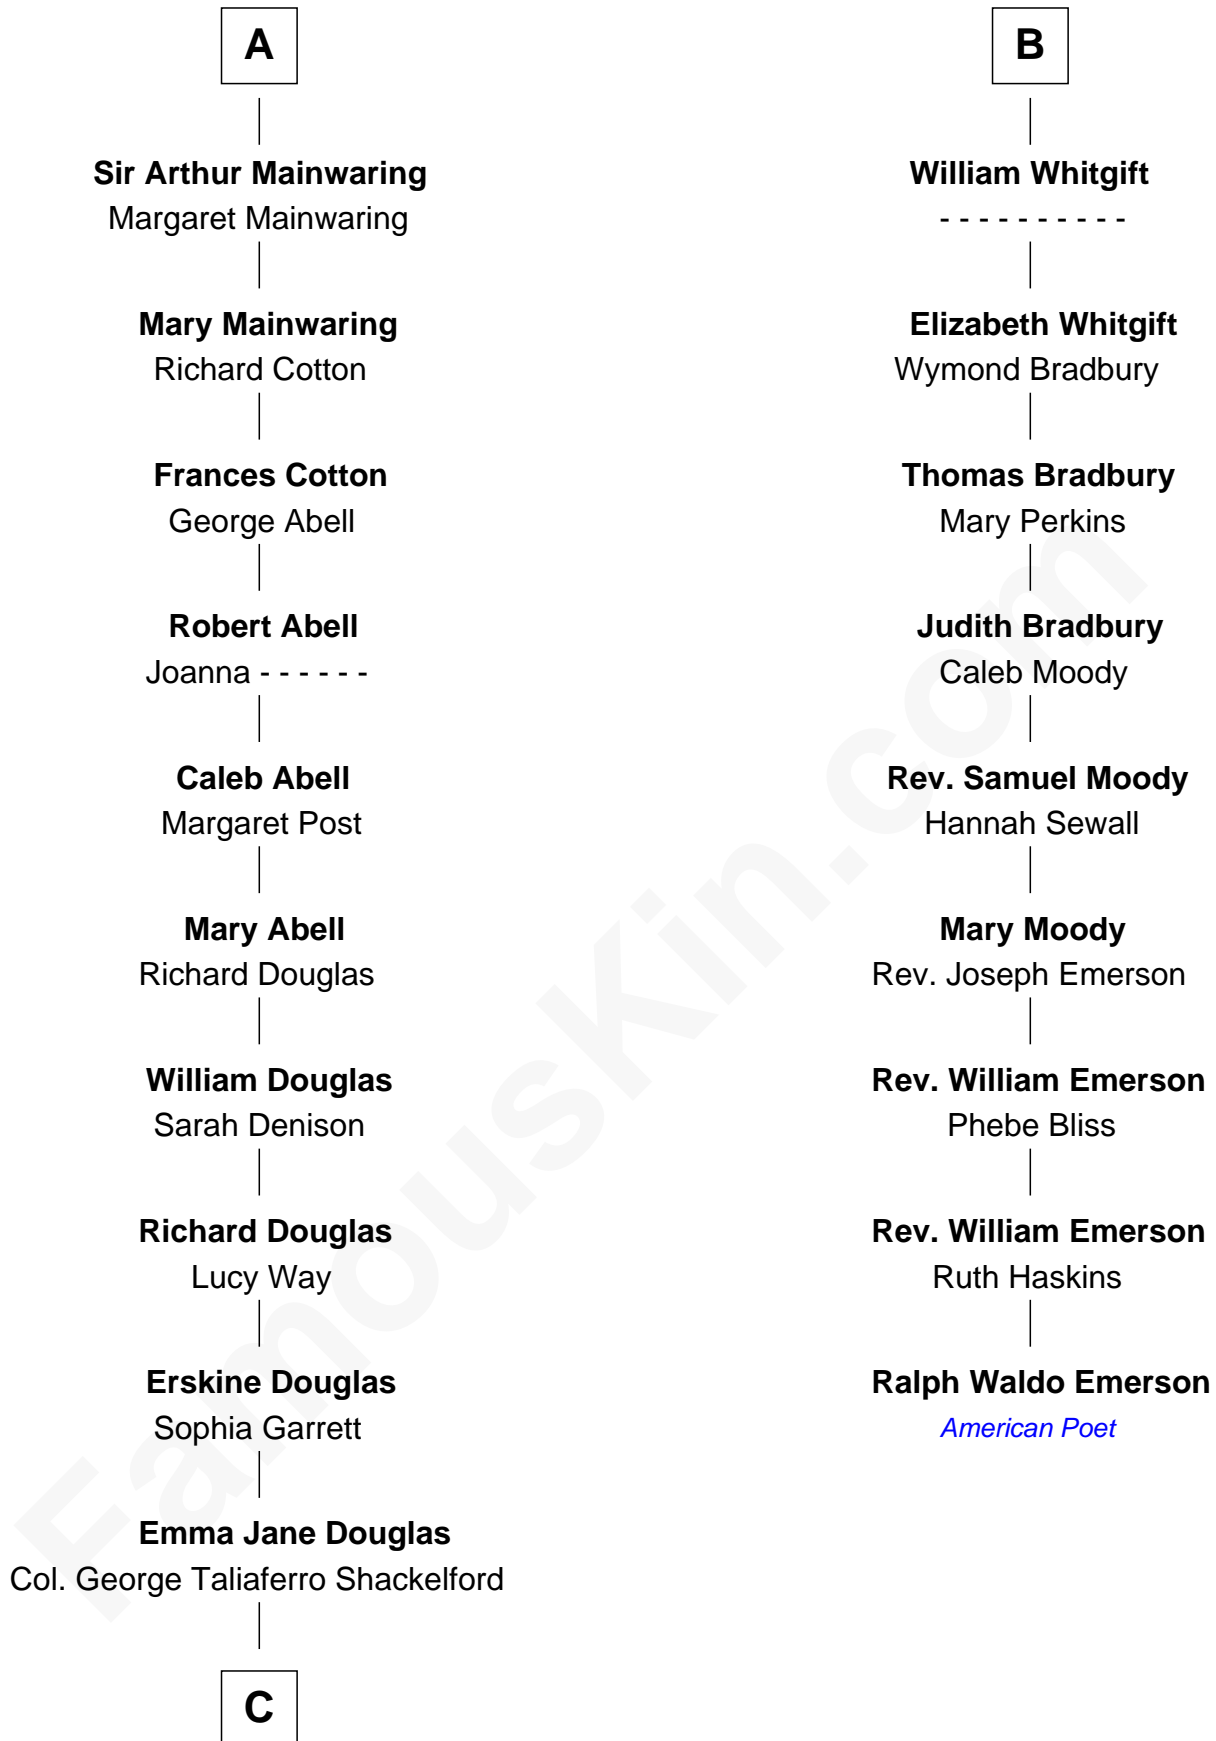 A
Sir Arthur Mainwaring
Margaret Mainwaring
Mary Mainwaring
Richard Cotton
Frances Cotton
George Abell
Robert Abell
Joanna - - - - - -
Caleb Abell
Margaret Post
Mary Abell
Richard Douglas
William Douglas
Sarah Denison
Richard Douglas
Lucy Way
Erskine Douglas
Sophia Garrett
Emma Jane Douglas
Col. George Taliaferro Shackelford
C
B
William Whitgift
- - - - - - - - - -
Elizabeth Whitgift
Wymond Bradbury
Thomas Bradbury
Mary Perkins
Judith Bradbury
Caleb Moody
Rev. Samuel Moody
Hannah Sewall
Mary Moody
Rev. Joseph Emerson
Rev. William Emerson
Phebe Bliss
Rev. William Emerson
Ruth Haskins
Ralph Waldo Emerson
American Poet
FamousKin.com